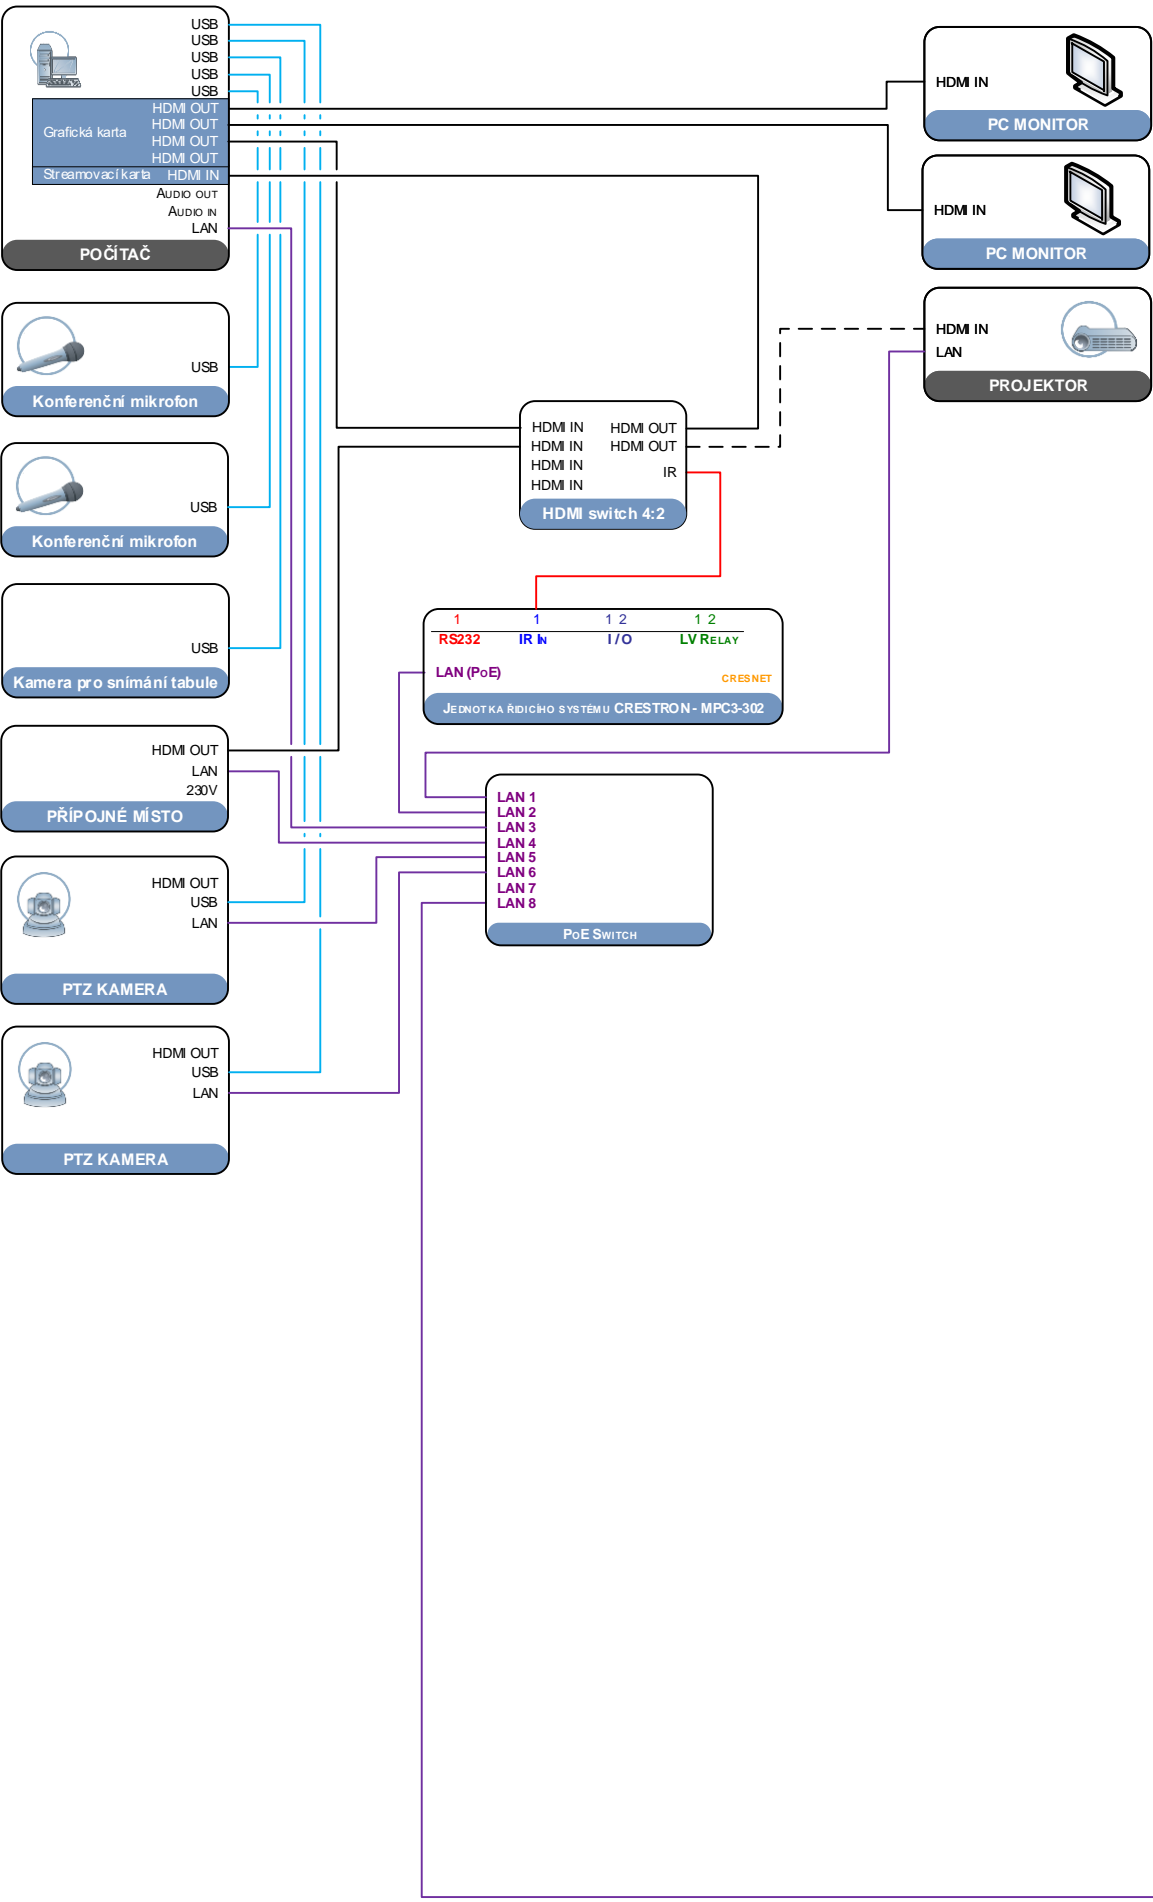 USB
USB
USB
USB
USB
HDMI OUT
Grafická karta
HDMI OUT
HDMI OUT
HDMI OUT
Streamovací karta HDMI IN
AUDIO OUT
AUDIO IN
LAN
POČÍTAČ
USB
Konferenční mikrofon
USB
Konferenční mikrofon
USB
Kamera pro snímání tabule
HDMI OUT
LAN
230V
PŘÍPOJNÉ MÍSTO
HDMI OUT
USB
LAN
PTZ KAMERA
HDMI OUT
USB
LAN
PTZ KAMERA
HDMI IN HDMI OUT
HDMI IN HDMI OUT
HDMI IN
IR
HDMI IN
HDMI switch 4:2
1 1 1 2 1 2
RS232 IR IN I / O LV RELAY
LAN (POE)
CRESNET
JEDNOTKA ŘIDICÍHO SYSTÉMU CRESTRON - MPC3-302
LAN 1
LAN 2
LAN 3
LAN 4
LAN 5
LAN 6
LAN 7
LAN 8
POE SWITCH
HDMI IN
PC MONITOR
HDMI IN
PC MONITOR
HDMI IN
LAN
PROJEKTOR